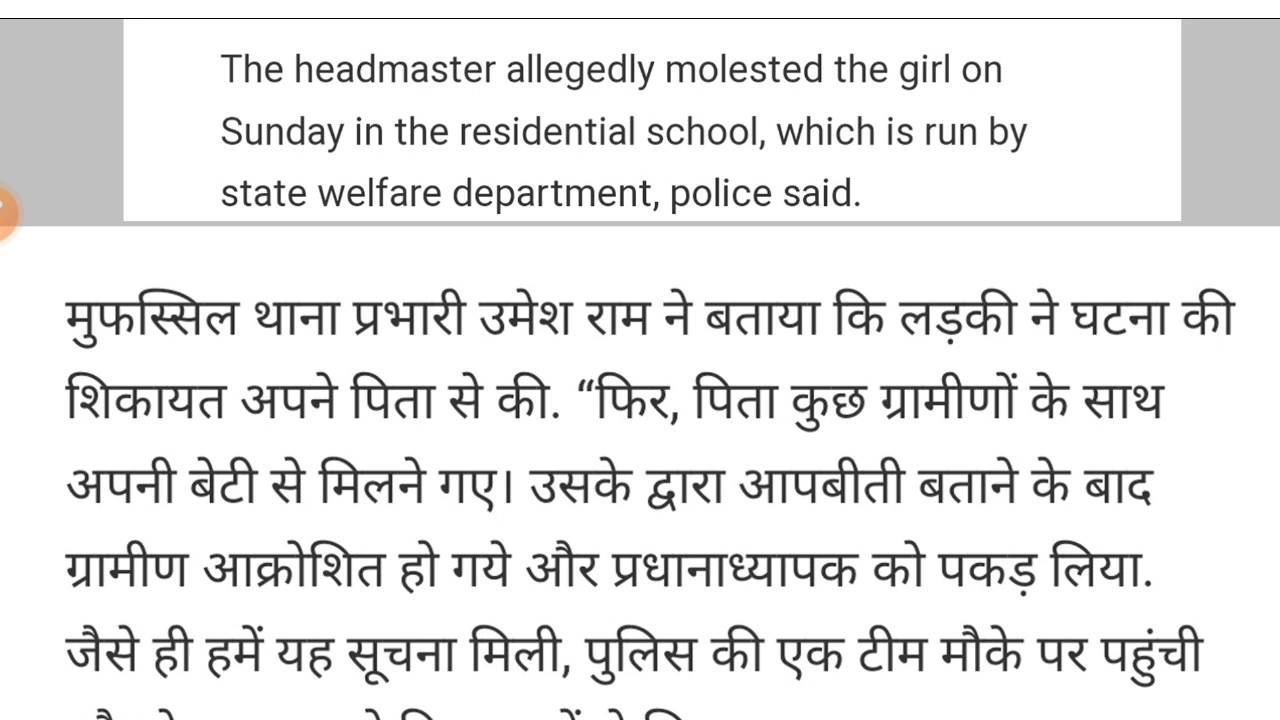 The headmaster allegedly molested the girl on
Sunday in the residential school, which is run by
state welfare department, police said.
मुफस्सिल थाना प्रभारी उमेश राम ने बताया कि लड़की ने घटना की
शिकायत अपने पिता से की. “फिर, पिता कुछ ग्रामीणों के साथ
अपनी बेटी से मिलने गए। उसके द्वारा आपबीती बताने के बाद
ग्रामीण आक्रोशित हो गये और प्रधानाध्यापक को पकड़ लिया.
जैसे ही हमें यह सूचना मिली, पुलिस की एक टीम मौके पर पहुंची